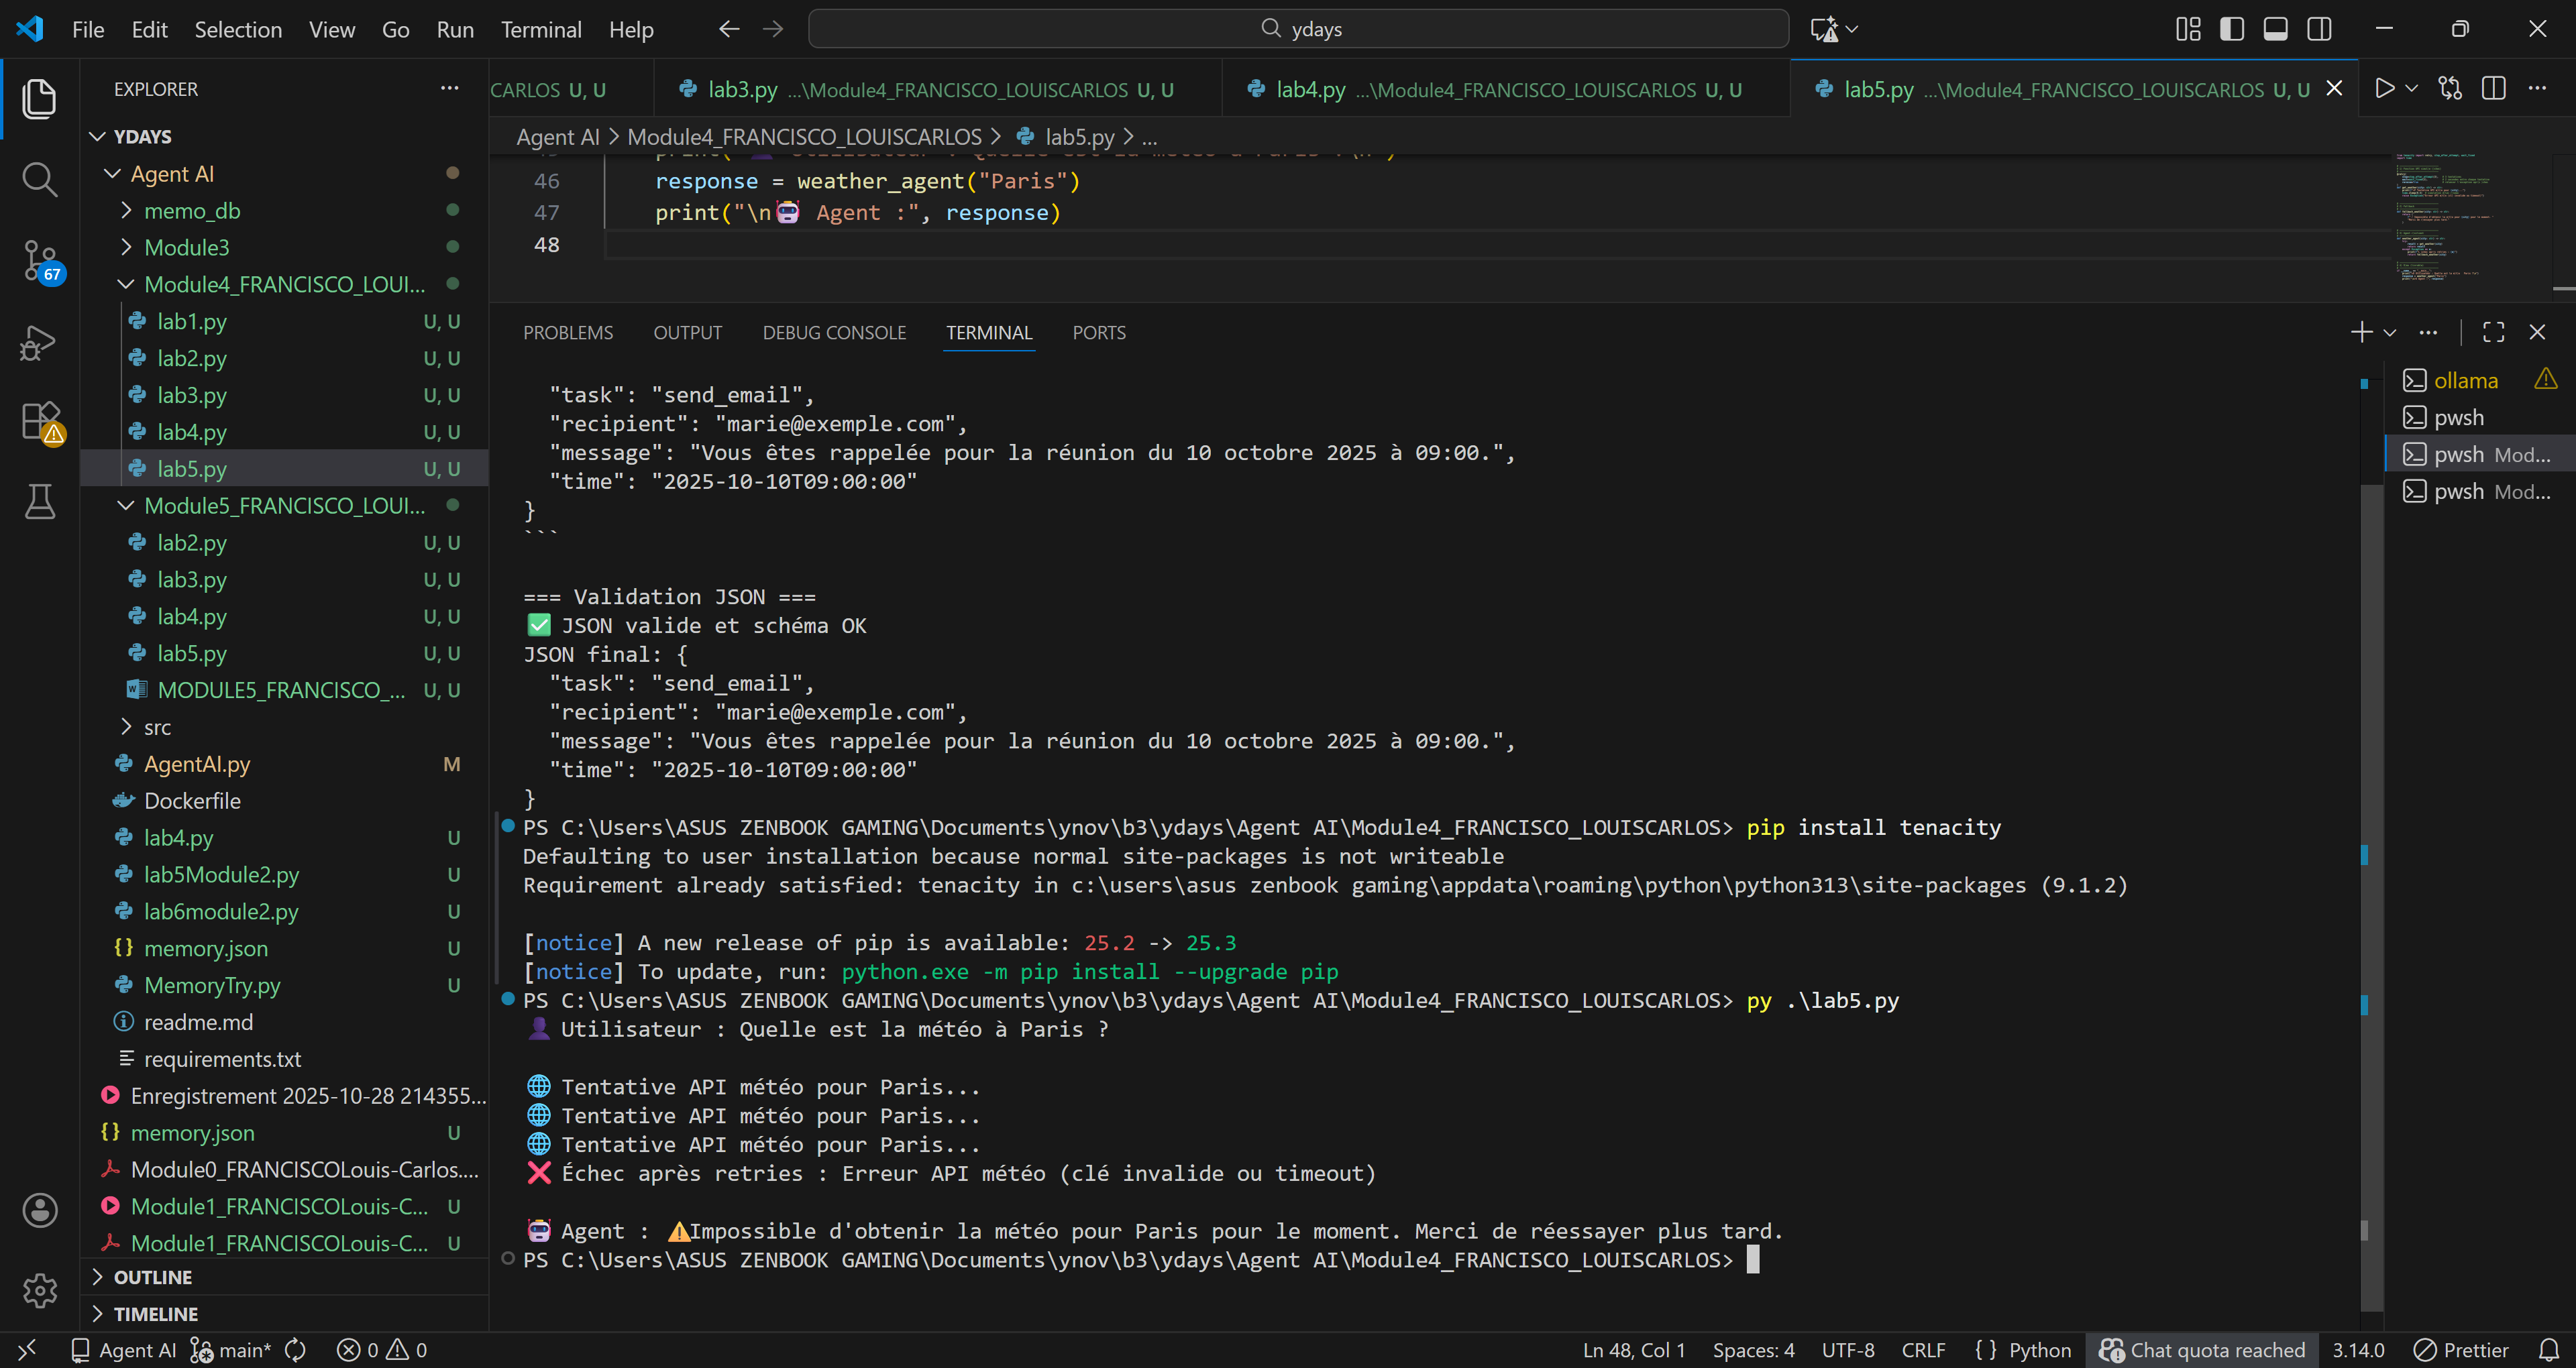 File Edit Selection View Go Run Terminal Help
ydays
EXPLORER
CARLOS U, U
lab3.py ...\Module4_FRANCISCO_LOUISCARLOS U, U
lab4.py ...\Module4_FRANCISCO_LOUISCARLOS U, U
lab5.py ...\Module4_FRANCISCO_LOUISCARLOS U, U
Agent AI > Module4_FRANCISCO_LOUISCARLOS > lab5.py > ...
YDAYS
Agent AI
memo_db
Module3
Module4_FRANCISCO_LOUI...
lab1.py U, U
lab2.py U, U
lab3.py U, U
lab4.py U, U
lab5.py U, U
Module5_FRANCISCO_LOUI...
lab2.py U, U
lab3.py U, U
lab4.py U, U
lab5.py U, U
MODULE5_FRANCISCO_... U, U
src
AgentAI.py M
Dockerfile
lab4.py U
lab5Module2.py U
lab6module2.py U
memory.json U
MemoryTry.py U
readme.md
requirements.txt
Enregistrement 2025-10-28 214355...
memory.json U
Module0_FRANCISCOLouis-Carlos....
Module1_FRANCISCOLouis-C... U
Module1_FRANCISCOLouis-C... U
OUTLINE
TIMELINE
67
46 response = weather_agent("Paris")
47 print("\n🤖 Agent :", response)
48
PROBLEMS OUTPUT DEBUG CONSOLE TERMINAL PORTS
"task": "send_email",
"recipient": "marie@exemple.com",
"message": "Vous êtes rappelée pour la réunion du 10 octobre 2025 à 09:00.",
"time": "2025-10-10T09:00:00"
}
```
=== Validation JSON ===
✅ JSON valide et schéma OK
JSON final: {
"task": "send_email",
"recipient": "marie@exemple.com",
"message": "Vous êtes rappelée pour la réunion du 10 octobre 2025 à 09:00.",
"time": "2025-10-10T09:00:00"
}
PS C:\Users\ASUS ZENBOOK GAMING\Documents\ynov\b3\ydays\Agent AI\Module4_FRANCISCO_LOUISCARLOS> pip install tenacity
Defaulting to user installation because normal site-packages is not writeable
Requirement already satisfied: tenacity in c:\users\asus zenbook gaming\appdata\roaming\python\python313\site-packages (9.1.2)
[notice] A new release of pip is available: 25.2 -> 25.3
[notice] To update, run: python.exe -m pip install --upgrade pip
PS C:\Users\ASUS ZENBOOK GAMING\Documents\ynov\b3\ydays\Agent AI\Module4_FRANCISCO_LOUISCARLOS> py .\lab5.py
👤 Utilisateur : Quelle est la météo à Paris ?
🌐 Tentative API météo pour Paris...
🌐 Tentative API météo pour Paris...
🌐 Tentative API météo pour Paris...
❌ Échec après retries : Erreur API météo (clé invalide ou timeout)
🤖 Agent : ⚠️Impossible d'obtenir la météo pour Paris pour le moment. Merci de réessayer plus tard.
PS C:\Users\ASUS ZENBOOK GAMING\Documents\ynov\b3\ydays\Agent AI\Module4_FRANCISCO_LOUISCARLOS>
ollama
pwsh
pwsh Mod...
pwsh Mod...
Agent AI main* 0 0
Ln 48, Col 1 Spaces: 4 UTF-8 CRLF { } Python Chat quota reached 3.14.0 Prettier